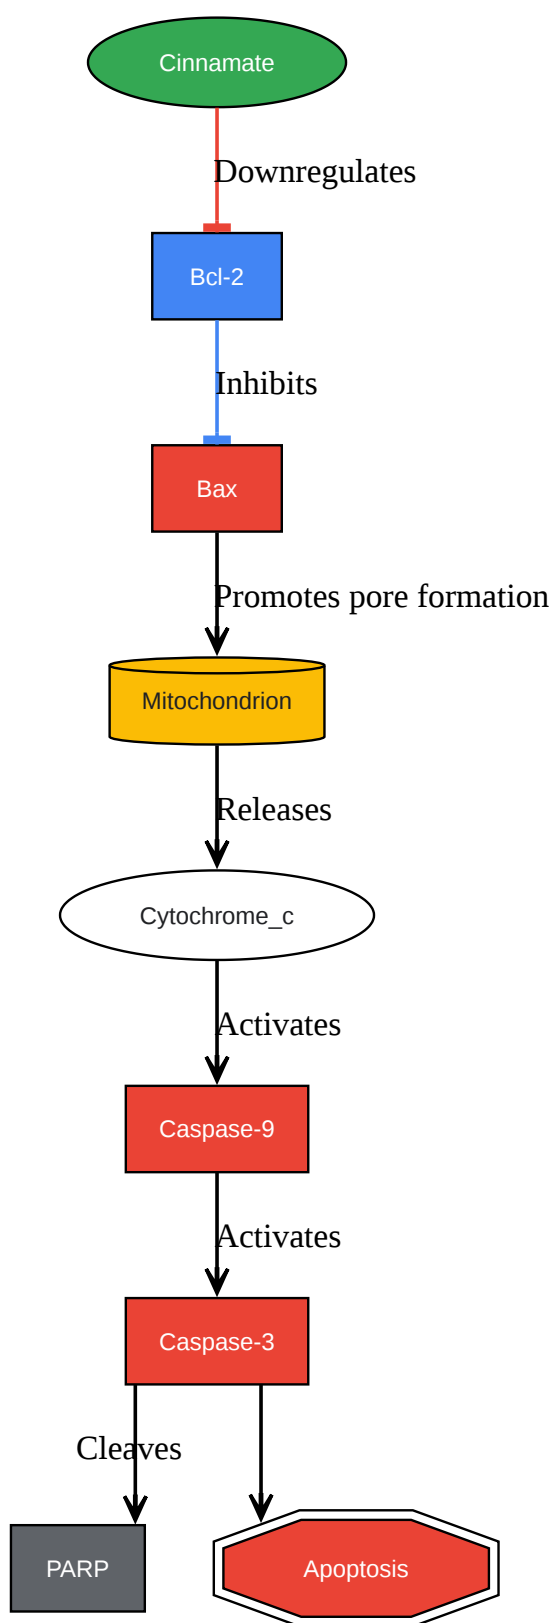 Cinnamate
Downregulates
Bcl-2
Inhibits
Bax
Promotes pore formation
Mitochondrion
Releases
Cytochrome_c
Activates
Caspase-9
Activates
Caspase-3
Cleaves
PARP
Apoptosis